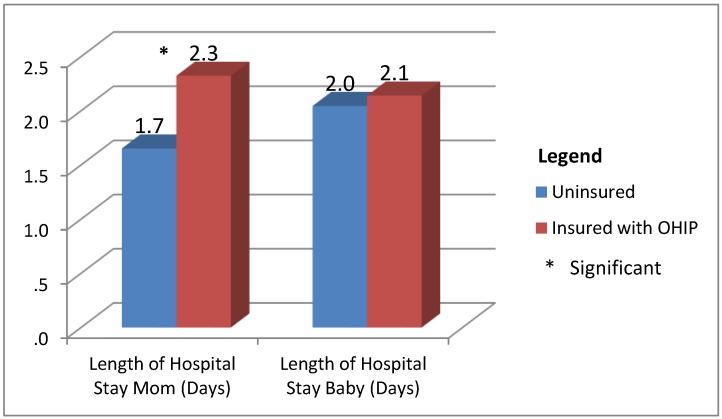 * 2.3
1.7
2.0
2.1
2.5
2.0
1.5
1.0
.5
.0
Length of Hospital
Stay Mom (Days)
Length of Hospital
Stay Baby (Days)
Legend
Uninsured
Insured with OHIP
* Significant